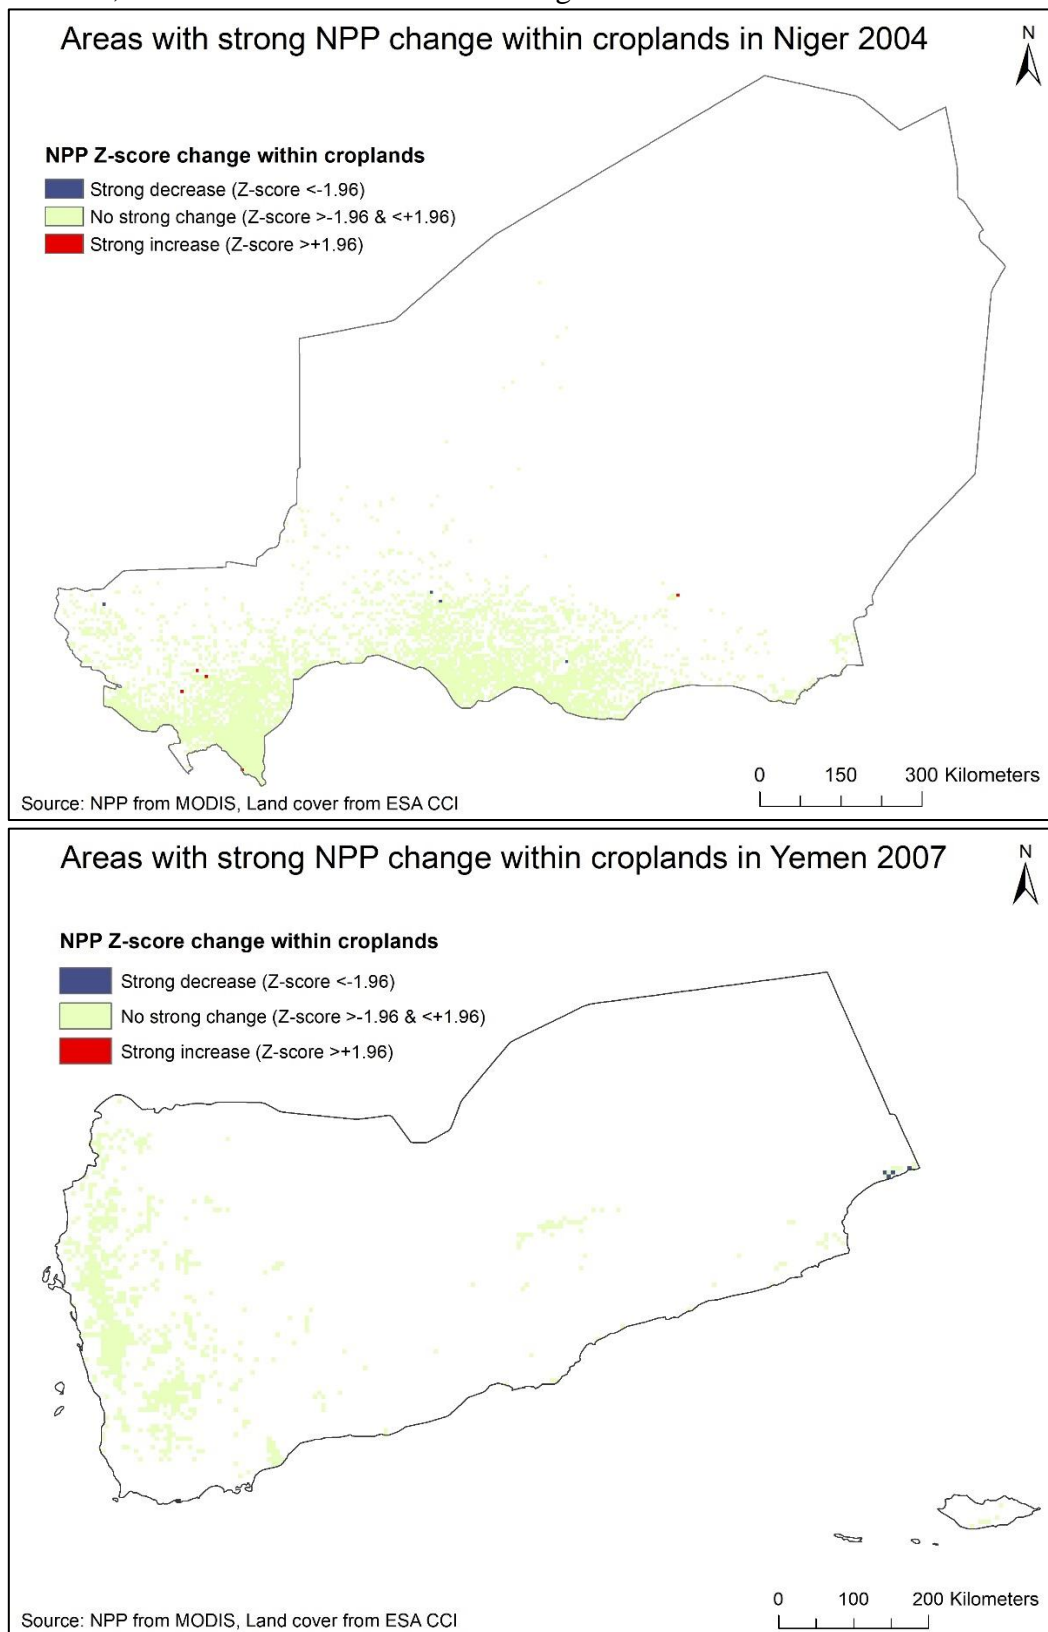 Areas with strong NPP change within croplands in Niger 2004
N
NPP Z-score change within croplands
Strong decrease (Z-score <-1.96)
No strong change (Z-score >-1.96 & <+1.96)
Strong increase (Z-score >+1.96)
0 150 300 Kilometers
Source: NPP from MODIS, Land cover from ESA CCI
Areas with strong NPP change within croplands in Yemen 2007
N
NPP Z-score change within croplands
Strong decrease (Z-score <-1.96)
No strong change (Z-score >-1.96 & <+1.96)
Strong increase (Z-score >+1.96)
0 100 200 Kilometers
Source: NPP from MODIS, Land cover from ESA CCI